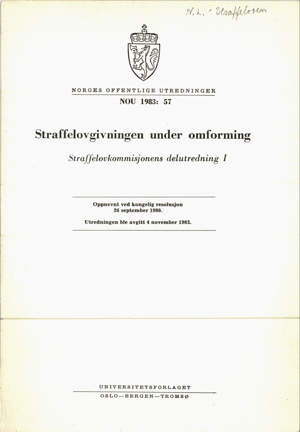 N.L. "Straffeloven
NORGES OFFENTLIGE UTREDNINGER
NOU 1983: 57
Straffelovgivningen under omforming
Straffelovkommisjonens delutredning I
Oppnevnt ved kongelig resolusjon
26 september 1980.
Utredningen ble avgitt 4 november 1983.
UNIVERSITETSFORLAGET
OSLO—BERGEN—TROMSØ